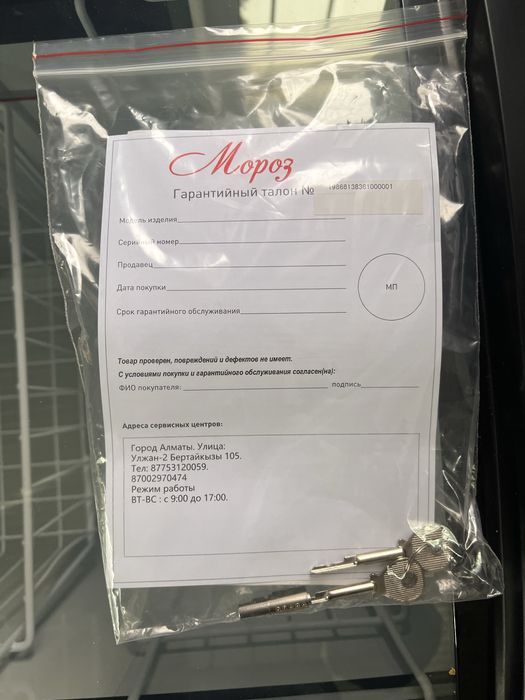 Мороз
Гарантийный талон № 19866138361000001
Модель изделия
Серийный номер
Продавец
Дата покупки
МП
Срок гарантийного обслуживания
Товар проверен, повреждений и дефектов не имеет.
С условиями покупки и гарантийного обслуживания согласен(на):
ФИО покупателя: подпись
Адреса сервисных центров:
Город Алматы. Улица:
Улжан-2 Бертайкызы 105.
Тел: 87753120059.
87002970474
Режим работы
ВТ-ВС : с 9:00 до 17:00.